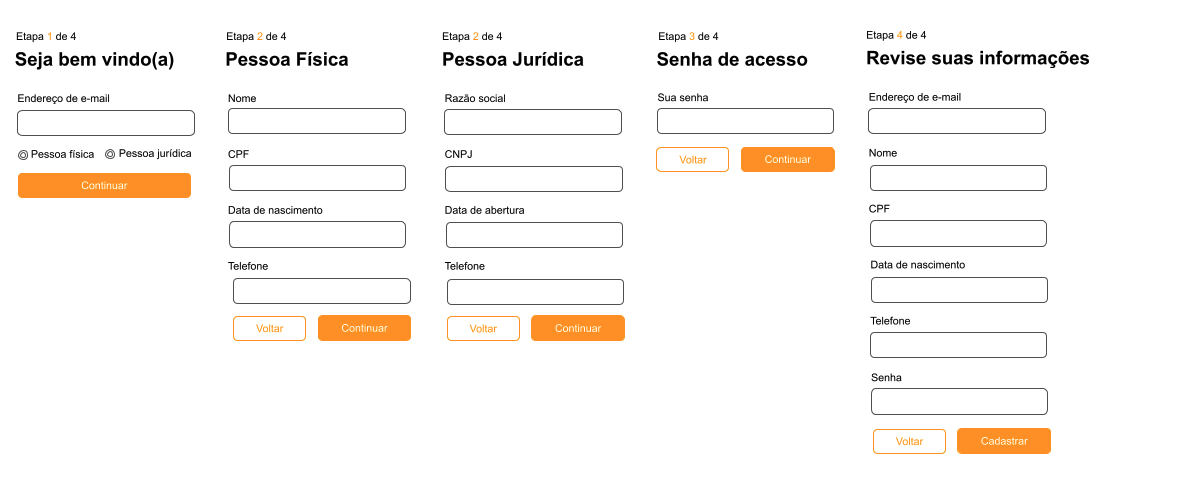 Etapa 1 de 4
Seja bem vindo(a)
Endereço de e-mail
Pessoa física
Pessoa jurídica
Continuar
Etapa 2 de 4
Pessoa Física
Nome
CPF
Data de nascimento
Telefone
Voltar
Continuar
Etapa 2 de 4
Pessoa Jurídica
Razão social
CNPJ
Data de abertura
Telefone
Voltar
Continuar
Etapa 3 de 4
Senha de acesso
Sua senha
Voltar
Continuar
Etapa 4 de 4
Revise suas informações
Endereço de e-mail
Nome
CPF
Data de nascimento
Telefone
Senha
Voltar
Cadastrar